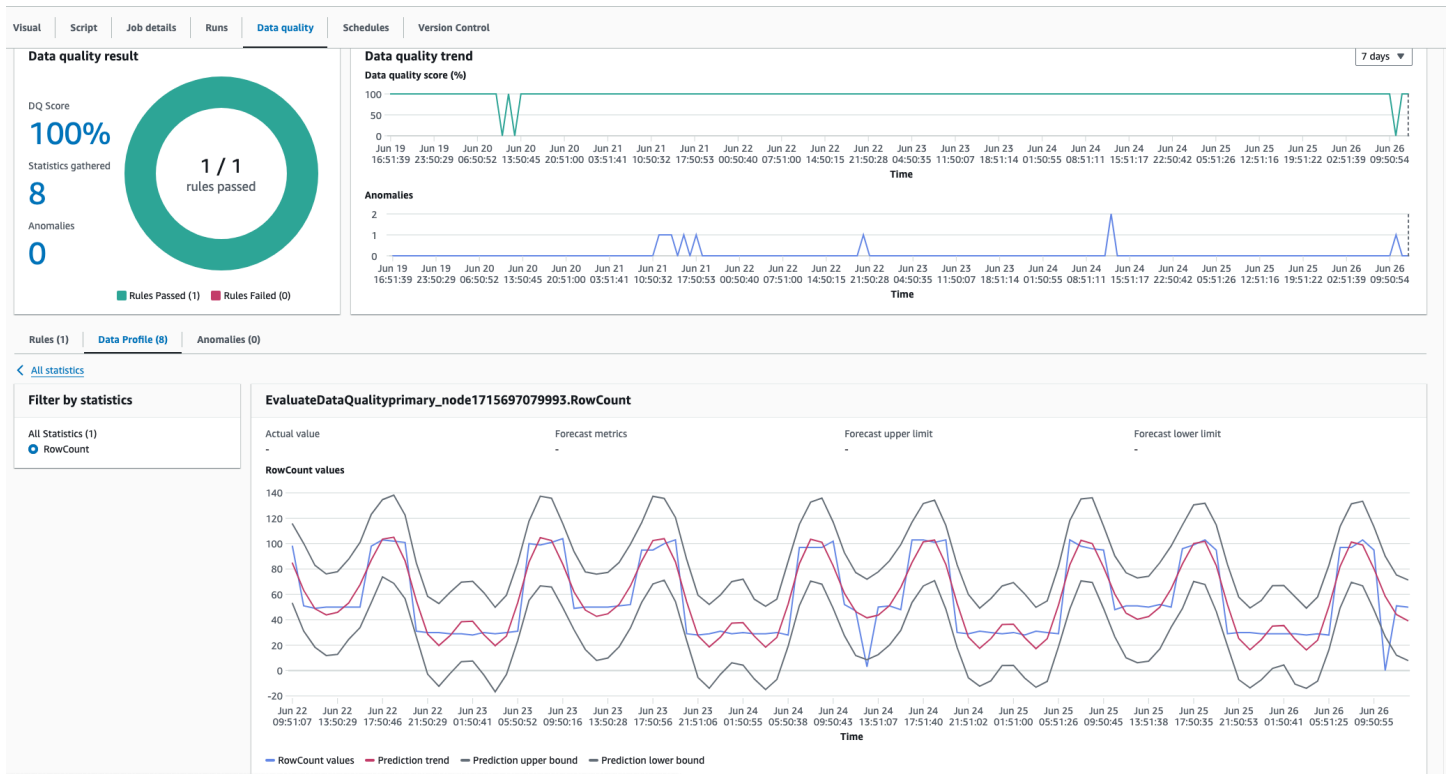 Visual Script Job details Runs Data quality Schedules Version Control
Data quality result
DQ Score
100%
Statistics gathered
8
Anomalies
0
1 / 1
rules passed
Rules Passed (1) Rules Failed (0)
Data quality trend
7 days
Data quality score (%)
100
50
0
Jun 19 Jun 19 Jun 20 Jun 20 Jun 20 Jun 21 Jun 21 Jun 21 Jun 22 Jun 22 Jun 22 Jun 22 Jun 23 Jun 23 Jun 23 Jun 24 Jun 24 Jun 24 Jun 24 Jun 25 Jun 25 Jun 25 Jun 26 Jun 26
16:51:39 23:50:29 06:50:52 13:50:45 20:51:00 03:51:41 10:50:32 17:50:53 00:50:40 07:51:00 14:50:15 21:50:28 04:50:35 11:50:07 18:51:14 01:50:55 08:51:11 15:51:17 22:50:42 05:51:26 12:51:16 19:51:22 02:51:39 09:50:54
Time
Anomalies
2
1
0
Jun 19 Jun 19 Jun 20 Jun 20 Jun 20 Jun 21 Jun 21 Jun 21 Jun 22 Jun 22 Jun 22 Jun 22 Jun 23 Jun 23 Jun 23 Jun 24 Jun 24 Jun 24 Jun 24 Jun 25 Jun 25 Jun 25 Jun 26 Jun 26
16:51:39 23:50:29 06:50:52 13:50:45 20:51:00 03:51:41 10:50:32 17:50:53 00:50:40 07:51:00 14:50:15 21:50:28 04:50:35 11:50:07 18:51:14 01:50:55 08:51:11 15:51:17 22:50:42 05:51:26 12:51:16 19:51:22 02:51:39 09:50:54
Time
Rules (1) Data Profile (8) Anomalies (0)
All statistics
Filter by statistics
All Statistics (1)
RowCount
EvaluateDataQualityprimary_node1715697079993.RowCount
Actual value Forecast metrics Forecast upper limit Forecast lower limit
- - - -
RowCount values
140
120
100
80
60
40
20
0
-20
Jun 22 Jun 22 Jun 22 Jun 22 Jun 23 Jun 23 Jun 23 Jun 23 Jun 23 Jun 23 Jun 24 Jun 24 Jun 24 Jun 24 Jun 24 Jun 24 Jun 25 Jun 25 Jun 25 Jun 25 Jun 25 Jun 25 Jun 26 Jun 26 Jun 26
09:51:07 13:50:29 17:50:46 21:50:29 01:50:41 05:50:52 09:50:16 13:50:28 17:50:56 21:51:06 01:50:55 05:50:38 09:50:43 13:51:07 17:51:40 21:51:02 01:51:00 05:51:26 09:50:45 13:51:38 17:50:35 21:50:53 01:50:41 05:51:25 09:50:55
Time
RowCount values Prediction trend Prediction upper bound Prediction lower bound